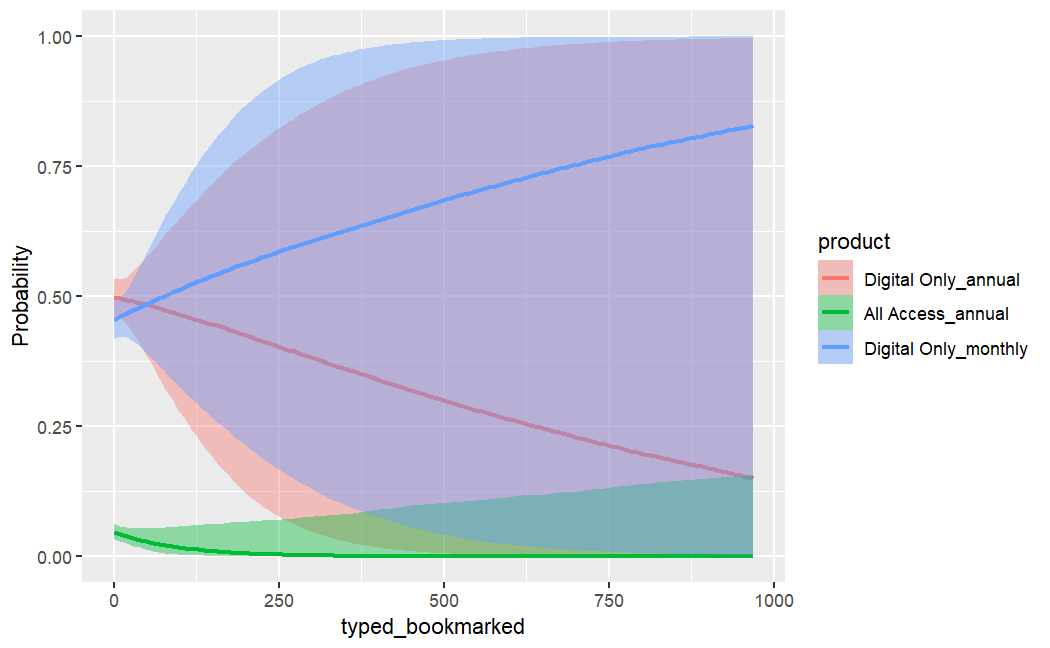 1.00
0.75
0.50
0.25
0.00
Probability
0 250 500 750 1000
typed_bookmarked
product
Digital Only_annual
All Access_annual
Digital Only_monthly